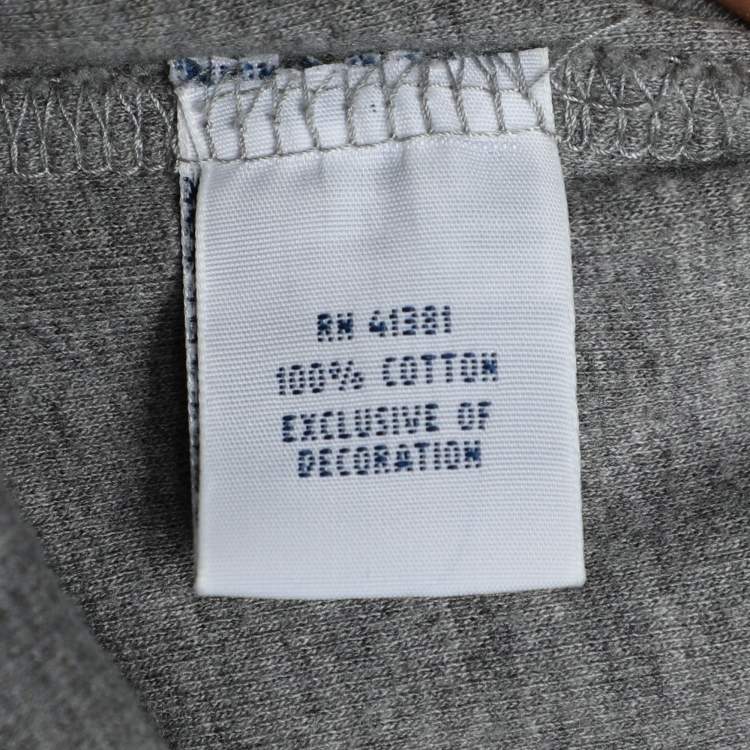 RN 41381
100% COTTON
EXCLUSIVE OF
DECORATION